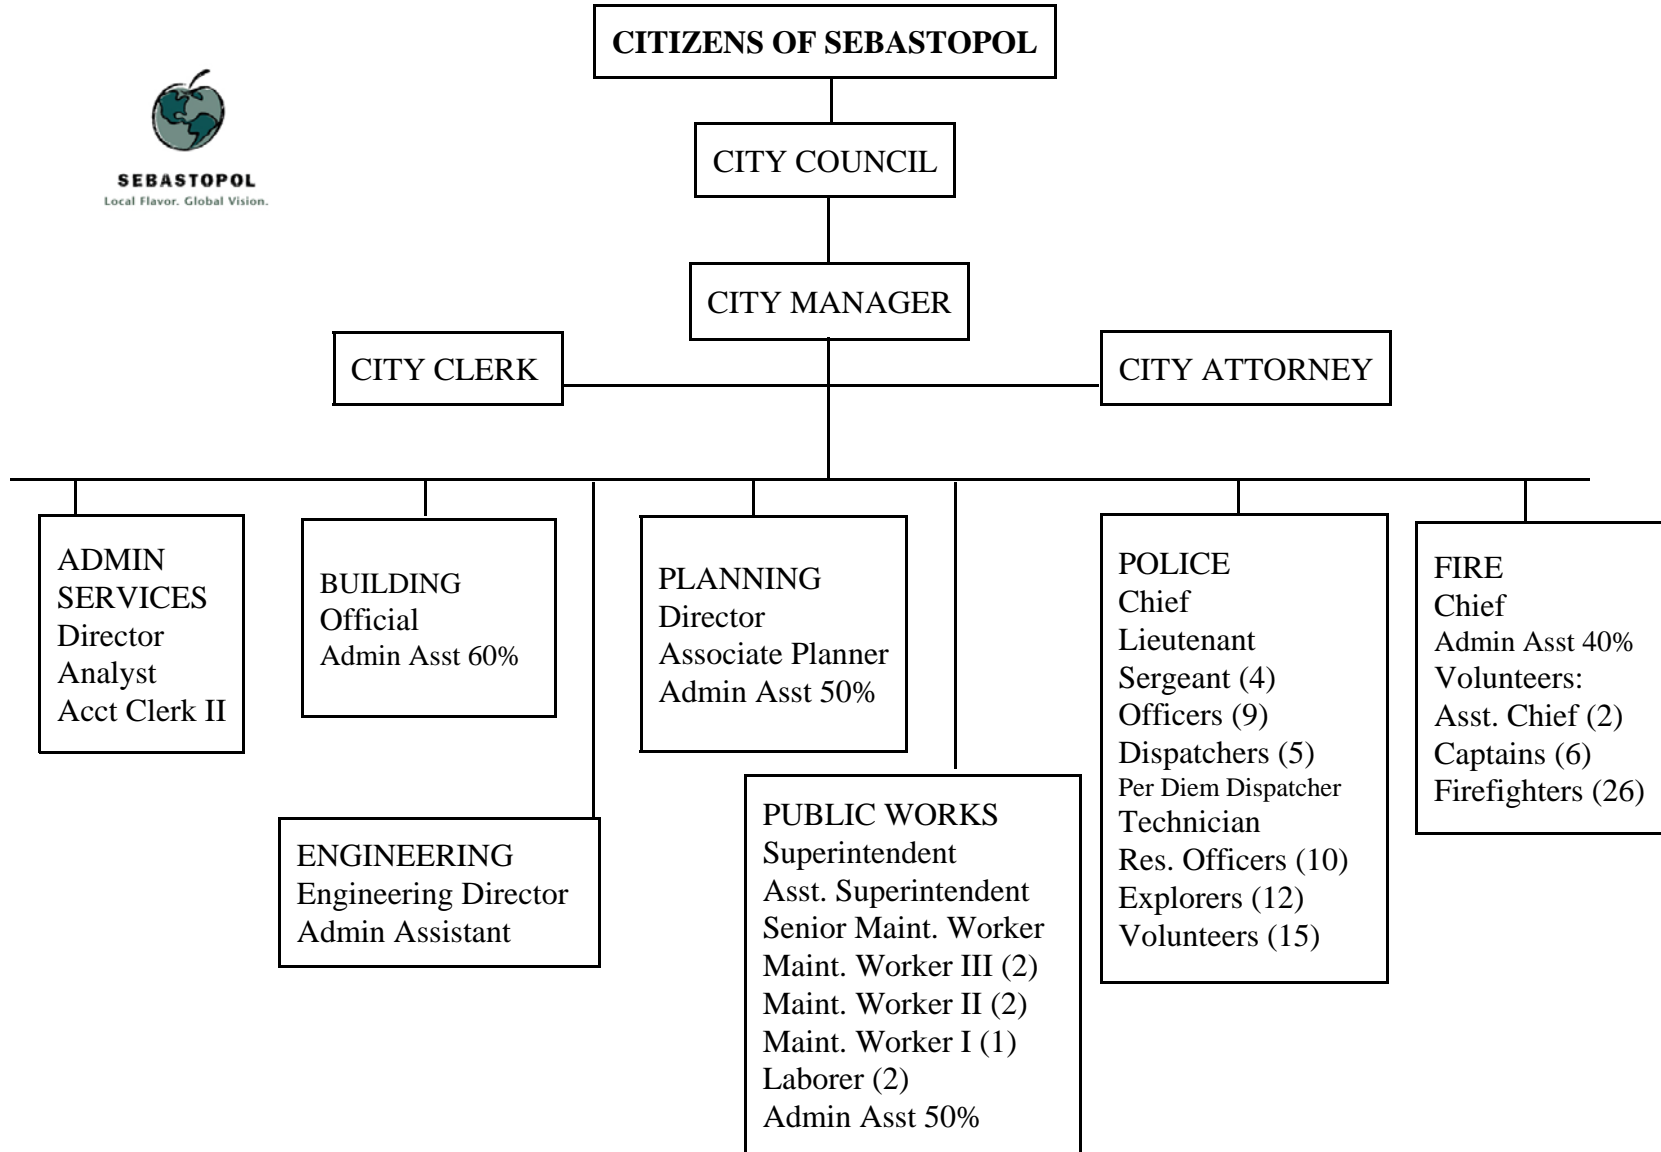 CITIZENS OF SEBASTOPOL
SEBASTOPOL
Local Flavor. Global Vision.
CITY COUNCIL
CITY MANAGER
CITY CLERK
CITY ATTORNEY
ADMIN
SERVICES
Director
Analyst
Acct Clerk II
BUILDING
Official
Admin Asst 60%
PLANNING
Director
Associate Planner
Admin Asst 50%
POLICE
Chief
Lieutenant
Sergeant (4)
Officers (9)
Dispatchers (5)
Per Diem Dispatcher
Technician
Res. Officers (10)
Explorers (12)
Volunteers (15)
FIRE
Chief
Admin Asst 40%
Volunteers:
Asst. Chief (2)
Captains (6)
Firefighters (26)
ENGINEERING
Engineering Director
Admin Assistant
PUBLIC WORKS
Superintendent
Asst. Superintendent
Senior Maint. Worker
Maint. Worker III (2)
Maint. Worker II (2)
Maint. Worker I (1)
Laborer (2)
Admin Asst 50%